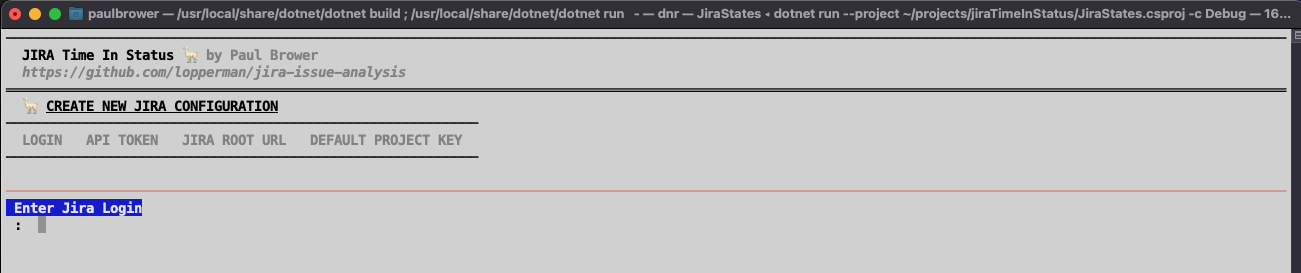 paulbrower — /usr/local/share/dotnet/dotnet build ; /usr/local/share/dotnet/dotnet run - — dnr — JiraStates ◂ dotnet run --project ~/projects/jiraTimeInStatus/JiraStates.csproj -c Debug — 16...
JIRA Time In Status 🦙 by Paul Brower
https://github.com/lopperman/jira-issue-analysis
🦙 CREATE NEW JIRA CONFIGURATION
LOGIN API TOKEN JIRA ROOT URL DEFAULT PROJECT KEY
Enter Jira Login
: